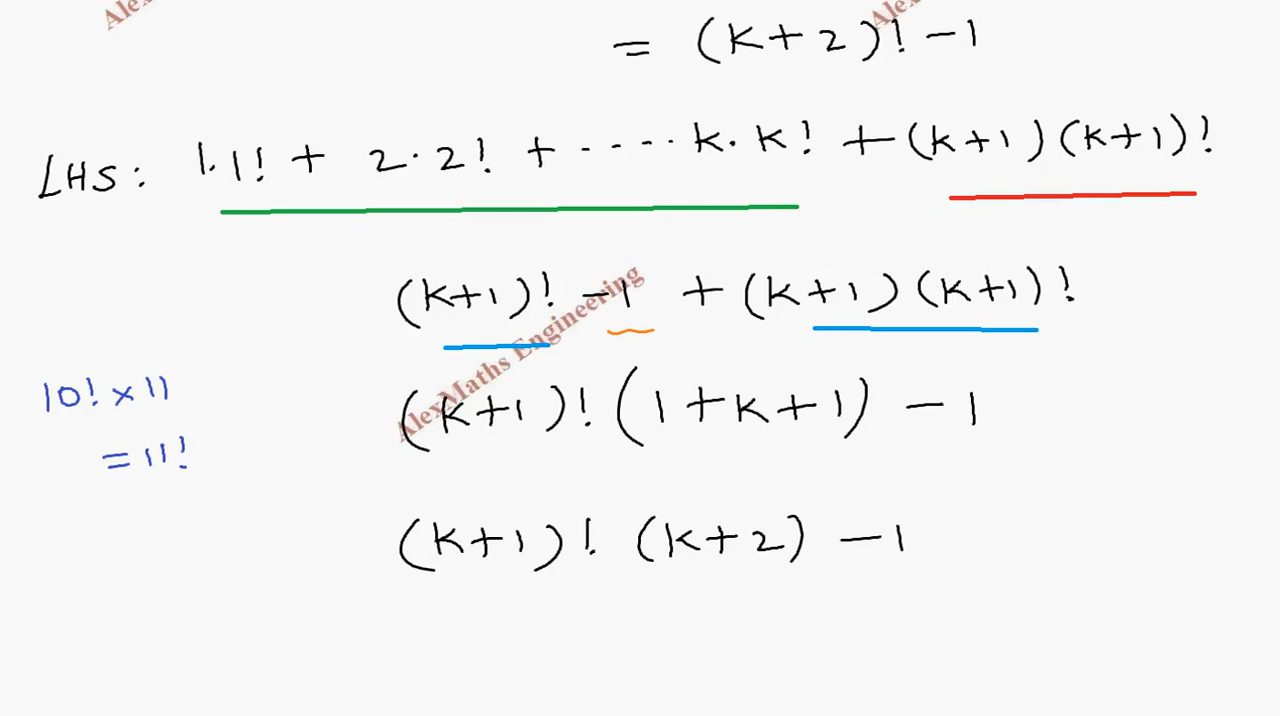 = (k+2)! -1
LHS: 1.1! + 2.2! + ---- k.k! + (k+1)(k+1)!
(k+1)! -1 + (k+1)(k+1)!
10! × 11
(k+1)! (1+k+1) - 1
= 11!
(k+1)! (k+2) - 1
AlexMaths Engineering